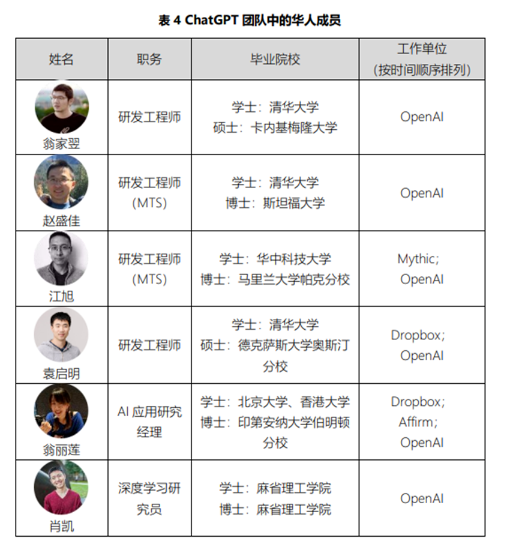 表 4 ChatGPT 团队中的华人成员
姓名 职务 毕业院校 工作单位
（按时间顺序排列）
翁家翌 研发工程师 学士：清华大学
硕士：卡内基梅隆大学 OpenAI
赵盛佳 研发工程师
（MTS） 学士：清华大学
博士：斯坦福大学 OpenAI
江旭 研发工程师
（MTS） 学士：华中科技大学
博士：马里兰大学帕克分校 Mythic；
OpenAI
袁启明 研发工程师 学士：清华大学
硕士：德克萨斯大学奥斯汀
分校 Dropbox；
OpenAI
翁丽莲 AI 应用研究
经理 学士：北京大学、香港大学
博士：印第安纳大学伯明顿
分校 Dropbox；
Affirm；
OpenAI
肖凯 深度学习研
究员 学士：麻省理工学院
博士：麻省理工学院 OpenAI